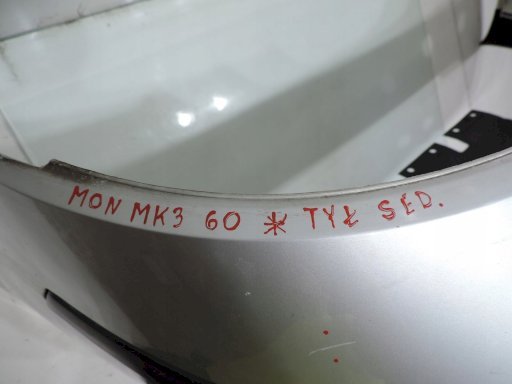 MON MK3 60 * TYŁ SED.